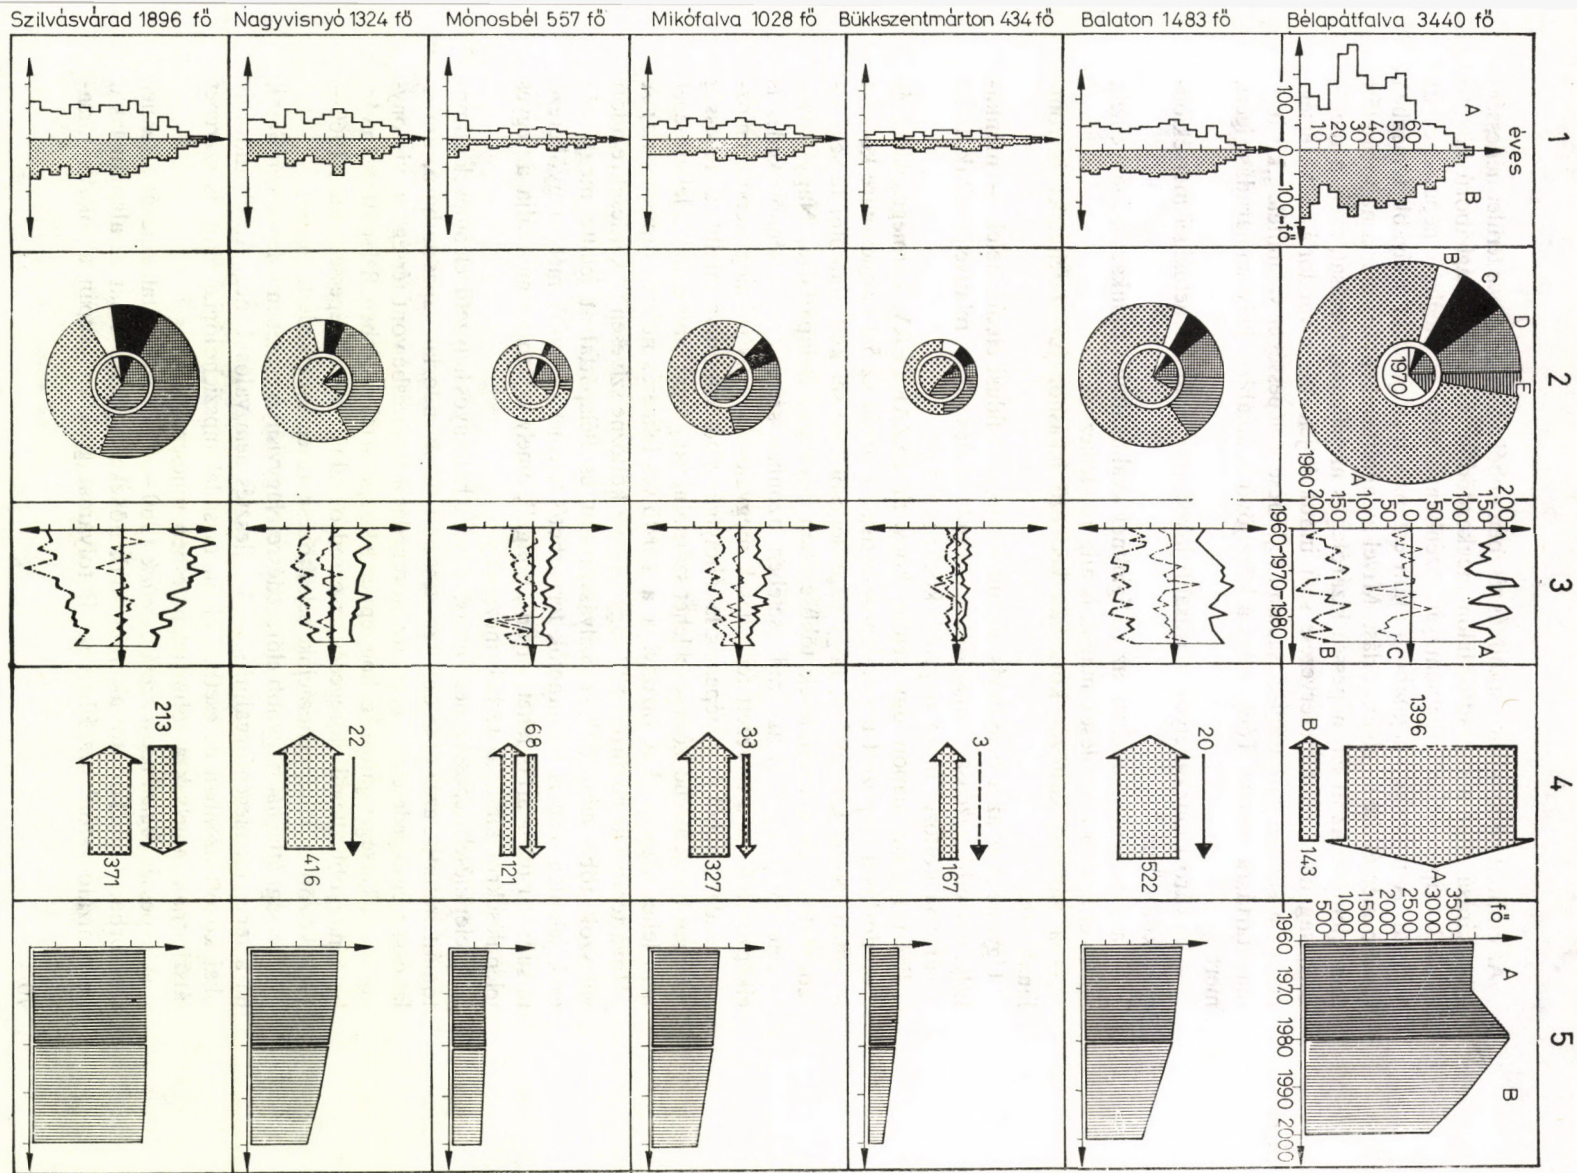 Szilvásvárad 1896 fő
Nagyvisnyó 1324 fő
Mónosbél 557 fő
Mikófalva 1028 fő
Bükkszentmárton 434 fő
Balaton 1483 fő
Bélapátfalva 3440 fő
1
100
A
10
20
30
40
50
60
éves
0
100-fő
B
2
B
C
D
E
1970
A
1980
3
200
150
100
50
0
50
100
150
200
1960
1970
1980
A
C
B
4
213
371
22
416
68
121
33
327
3
167
20
522
1396
A
B
143
5
fő
3500
3000
2500
2000
1500
1000
500
1960
1970
1980
1990
2000
A
B